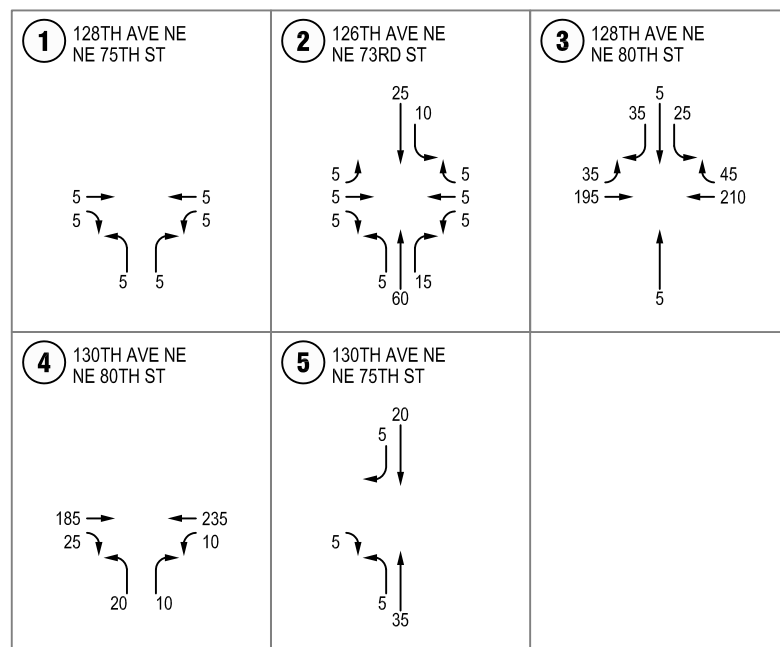 1 128TH AVE NE
NE 75TH ST
5 5
5 5
5 5
2 126TH AVE NE
NE 73RD ST
25
10
5 5
5 5
5 5
5 15
60
3 128TH AVE NE
NE 80TH ST
5
35 25
35 45
195 210
5
4 130TH AVE NE
NE 80TH ST
185 235
25 10
20 10
5 130TH AVE NE
NE 75TH ST
20
5
5
5
35